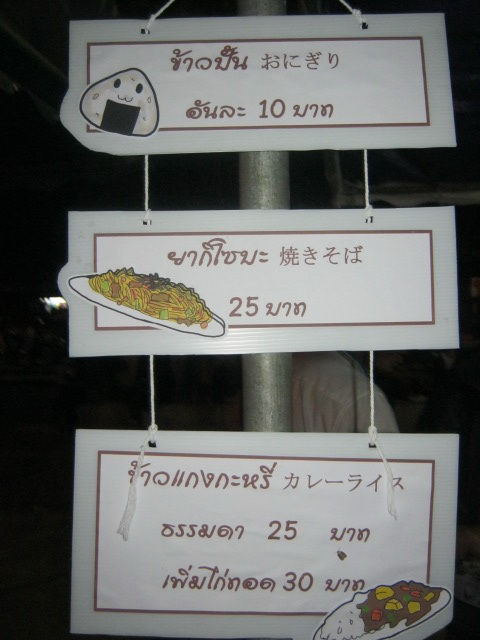 ข้าวปั้น おにぎり
อันละ 10 บาท
ยากิโซบะ 焼きそば
25 บาท
ข้าวแกงกะหรี่ カレーライス
ธรรมดา 25 บาท
เพิ่มไก่ทอด 30 บาท